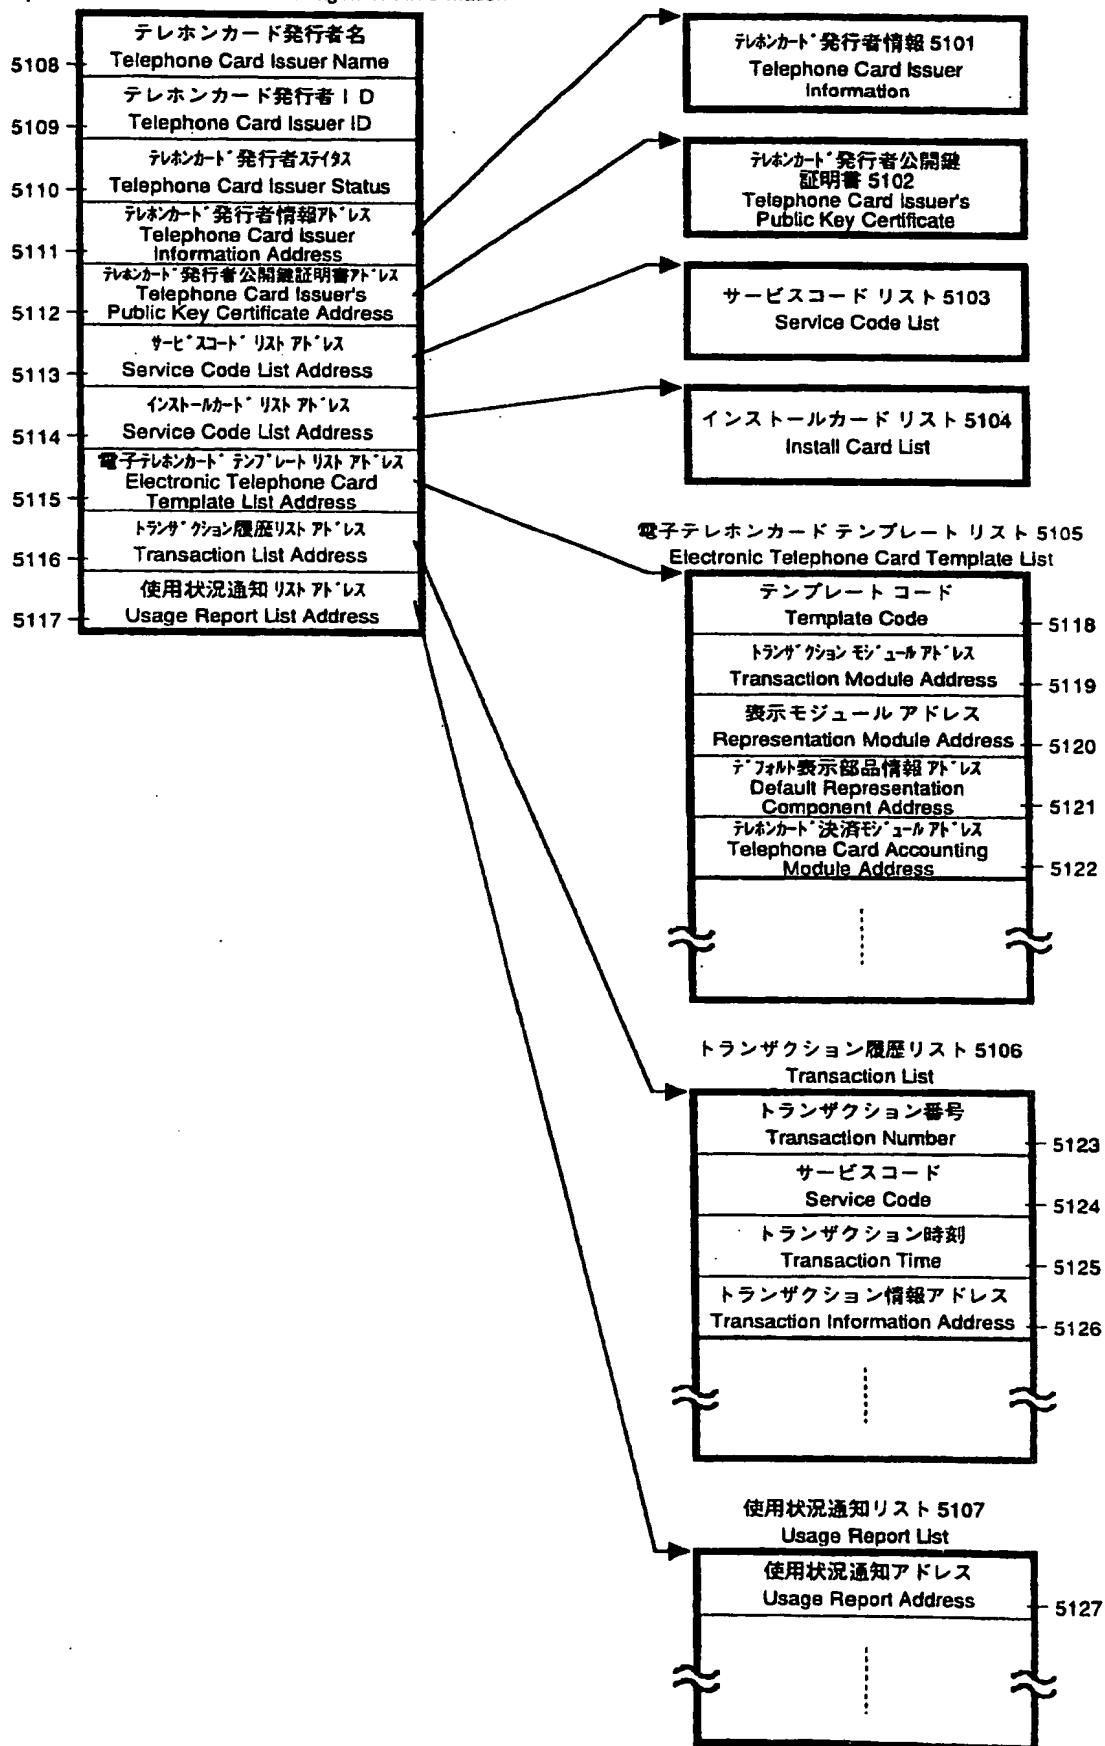 テレホンカード発行者名
Telephone Card Issuer Name
5108
テレホンカード発行者ID
Telephone Card Issuer ID
5109
テレホンカード発行者ステイタス
Telephone Card Issuer Status
5110
テレホンカード発行者情報アドレス
Telephone Card Issuer
Information Address
5111
テレホンカード発行者公開鍵証明書アドレス
Telephone Card Issuer's
Public Key Certificate Address
5112
サービスコード リスト アドレス
Service Code List Address
5113
インストールカード リスト アドレス
Service Code List Address
5114
電子テレホンカード テンプレート リスト アドレス
Electronic Telephone Card
Template List Address
5115
トランザクション履歴リスト アドレス
Transaction List Address
5116
使用状況通知 リスト アドレス
Usage Report List Address
5117
テレホンカード発行者情報 5101
Telephone Card Issuer
Information
テレホンカード発行者公開鍵
証明書 5102
Telephone Card Issuer's
Public Key Certificate
サービスコード リスト 5103
Service Code List
インストールカード リスト 5104
Install Card List
電子テレホンカード テンプレート リスト 5105
Electronic Telephone Card Template List
テンプレート コード
Template Code
5118
トランザクション モジュール アドレス
Transaction Module Address
5119
表示モジュール アドレス
Representation Module Address
5120
デフォルト表示部品情報 アドレス
Default Representation
Component Address
5121
テレホンカード決済モジュール アドレス
Telephone Card Accounting
Module Address
5122
トランザクション履歴リスト 5106
Transaction List
トランザクション番号
Transaction Number
5123
サービスコード
Service Code
5124
トランザクション時刻
Transaction Time
5125
トランザクション情報アドレス
Transaction Information Address
5126
使用状況通知リスト 5107
Usage Report List
使用状況通知アドレス
Usage Report Address
5127